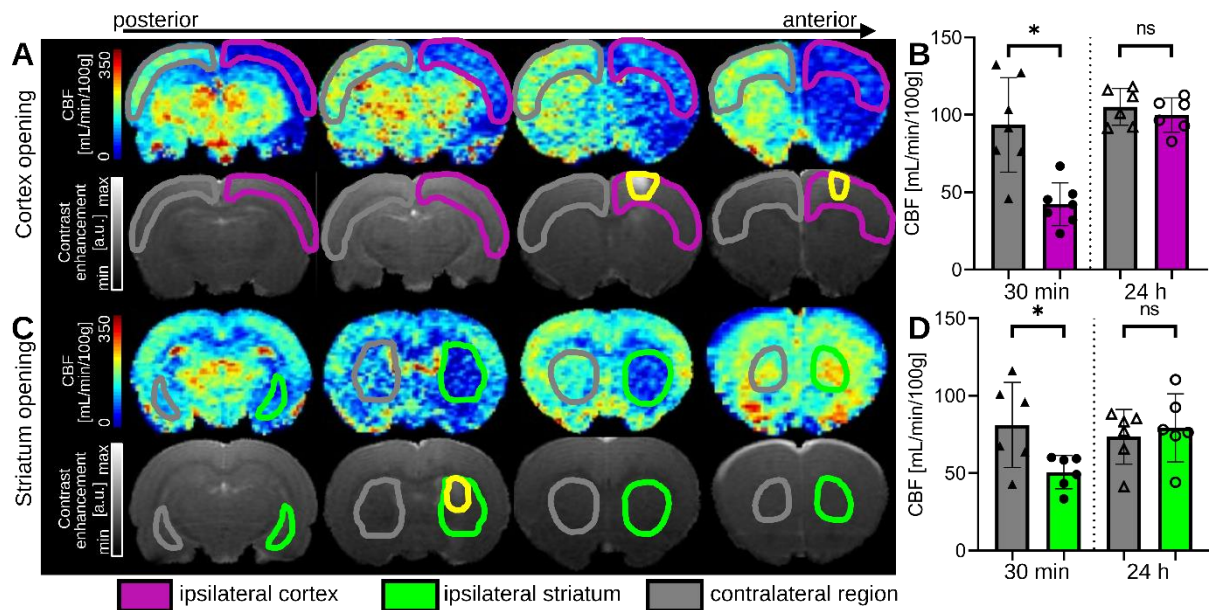 posterior
anterior
A
Cortex opening
CBF
[mL/min/100g]
0
350
Contrast
enhancement
[a.u.]
min
max
B
CBF [mL/min/100g]
150
100
50
0
*
ns
30 min
24 h
C
Striatum opening
CBF
[mL/min/100g]
0
350
Contrast
enhancement
[a.u.]
min
max
D
CBF [mL/min/100g]
150
100
50
0
*
ns
30 min
24 h
ipsilateral cortex
ipsilateral striatum
contralateral region